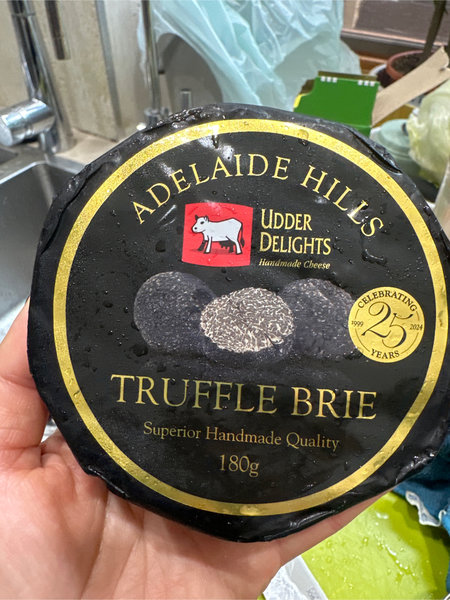 ADELAIDE HILLS
UDDER
DELIGHTS
Handmade Cheese
CELEBRATING
1999 25 2024
YEARS
TRUFFLE BRIE
Superior Handmade Quality
180g